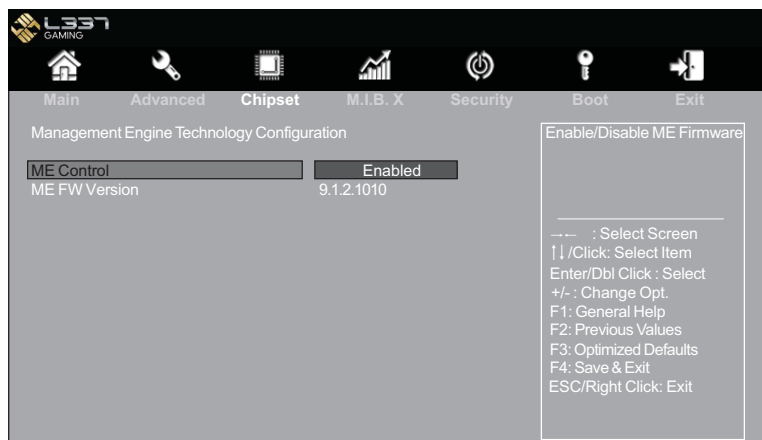 L337
GAMING
Main Advanced Chipset M.I.B. X Security Boot Exit
Management Engine Technology Configuration
ME Control Enabled
ME FW Version 9.1.2.1010
Enable/Disable ME Firmware
→← : Select Screen
↑↓/Click: Select Item
Enter/Dbl Click : Select
+/- : Change Opt.
F1: General Help
F2: Previous Values
F3: Optimized Defaults
F4: Save & Exit
ESC/Right Click: Exit